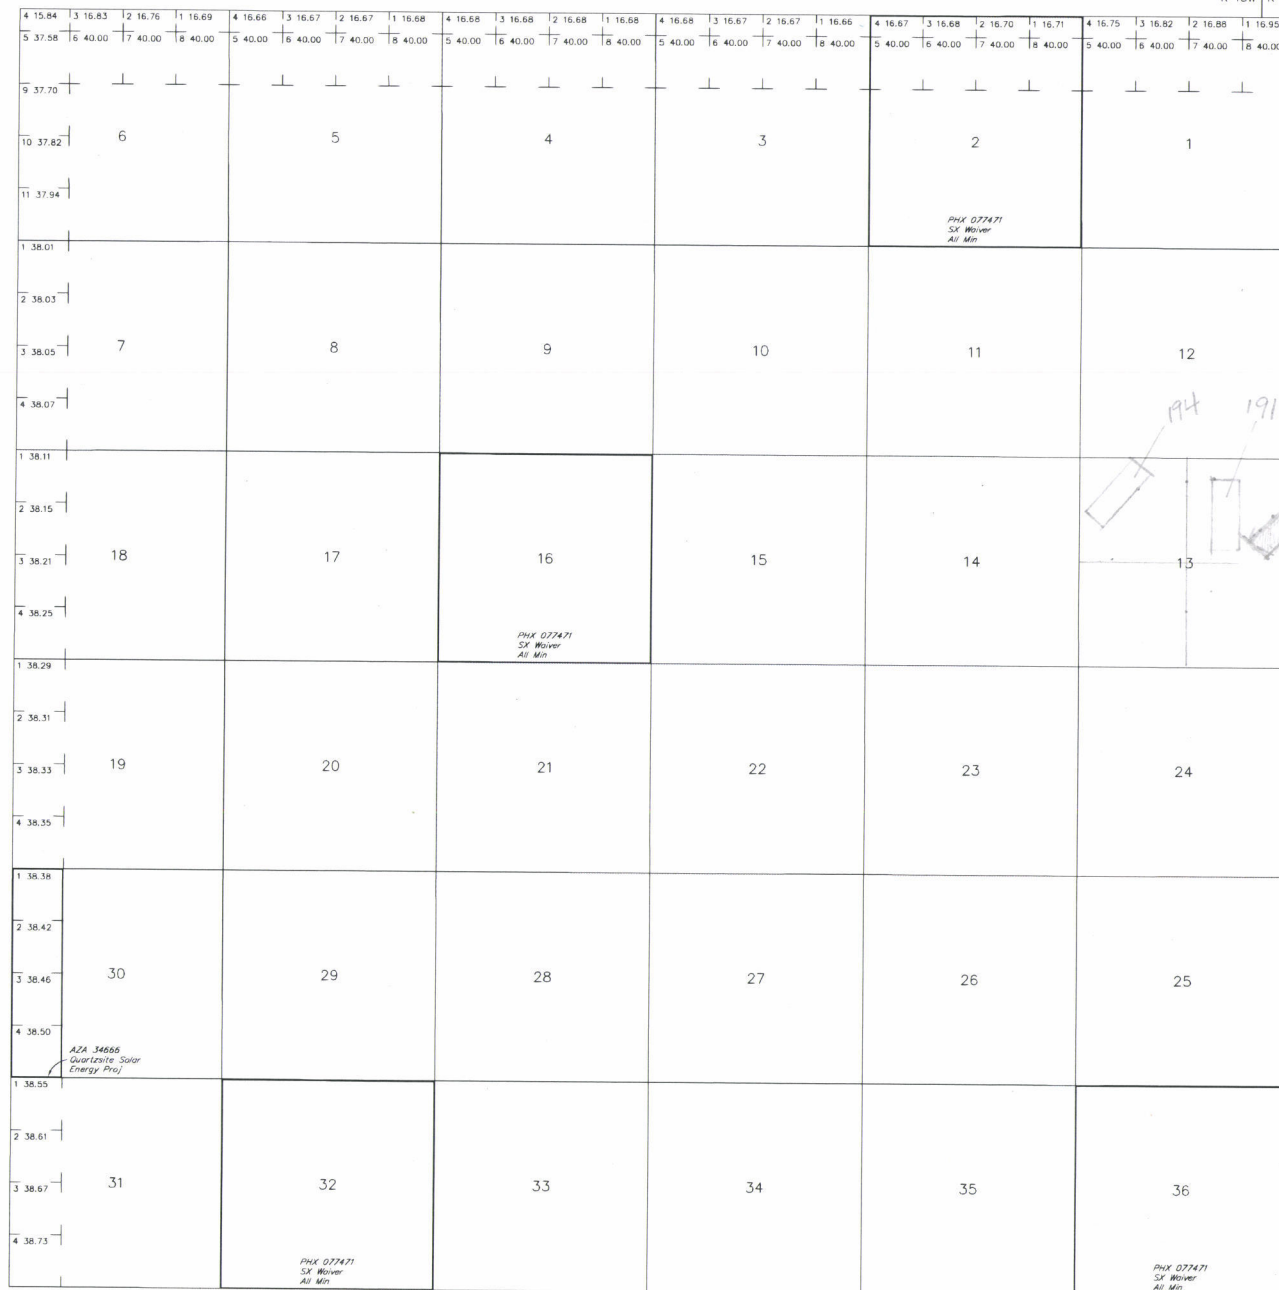 4 15.84 3 16.83 2 16.76 1 16.69 4 16.66 3 16.67 2 16.67 1 16.68 4 16.68 3 16.68 2 16.68 1 16.68 4 16.68 3 16.67 2 16.67 1 16.66 4 16.67 3 16.68 2 16.70 1 16.71 4 16.75 3 16.82 2 16.88 1 16.95
5 37.58 6 40.00 7 40.00 8 40.00 5 40.00 6 40.00 7 40.00 8 40.00 5 40.00 6 40.00 7 40.00 8 40.00 5 40.00 6 40.00 7 40.00 8 40.00 5 40.00 6 40.00 7 40.00 8 40.00 5 40.00 6 40.00 7 40.00 8 40.00
9 37.70
10 37.82 6 5 4 3 2 1
11 37.94
PHX 077471
SX Waiver
All Min
1 38.01
2 38.03
3 38.05 7 8 9 10 11 12
4 38.07
194 191
1 38.11
2 38.15
3 38.21 18 17 16 15 14 13
4 38.25
PHX 077471
SX Waiver
All Min
1 38.29
2 38.31
3 38.33 19 20 21 22 23 24
4 38.35
1 38.38
2 38.42
3 38.46 30 29 28 27 26 25
4 38.50
AZA 34666
Quartzsite Solar
Energy Proj
1 38.55
2 38.61
3 38.67 31 32 33 34 35 36
4 38.73
PHX 077471
SX Waiver
All Min
PHX 077471
SX Waiver
All Min